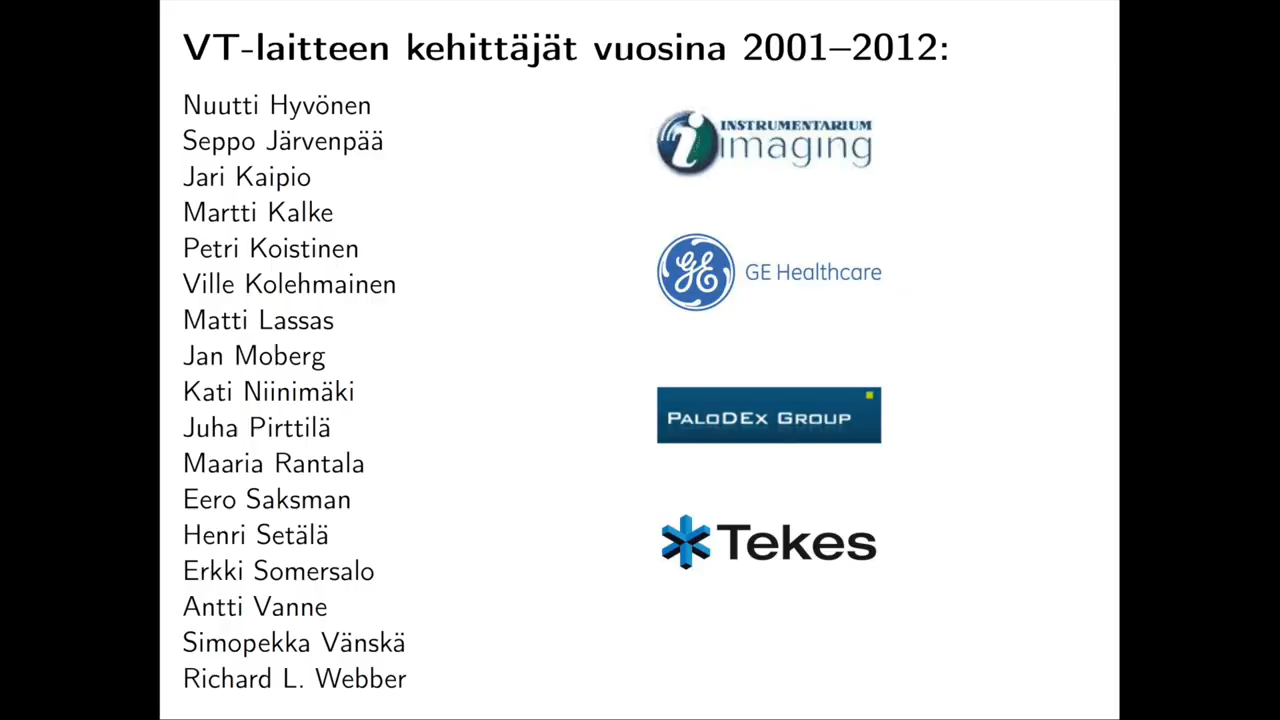 VT-laitteen kehittäjät vuosina 2001–2012:
Nuutti Hyvönen
Seppo Järvenpää
Jari Kaipio
Martti Kalke
Petri Koistinen
Ville Kolehmainen
Matti Lassas
Jan Moberg
Kati Niinimäki
Juha Pirttilä
Maaria Rantala
Eero Saksman
Henri Setälä
Erkki Somersalo
Antti Vanne
Simopekka Vänskä
Richard L. Webber
i INSTRUMENTARIUM
imaging
GE GE Healthcare
PALODEX GROUP
Tekes